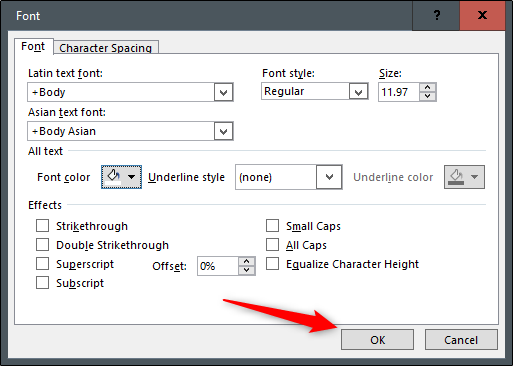 Font
? X
Font Character Spacing
Latin text font: Font style: Size:
+Body Regular 11.97
Asian text font:
+Body Asian
All text
Font color Underline style (none) Underline color
Effects
Strikethrough Small Caps
Double Strikethrough All Caps
Superscript Offset: 0% Equalize Character Height
Subscript
OK Cancel